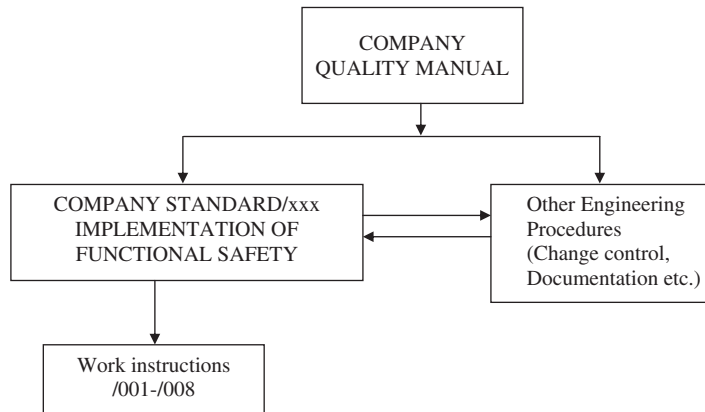 COMPANY
QUALITY MANUAL
COMPANY STANDARD/xxx
IMPLEMENTATION OF
FUNCTIONAL SAFETY
Other Engineering
Procedures
(Change control,
Documentation etc.)
Work instructions
/001-/008